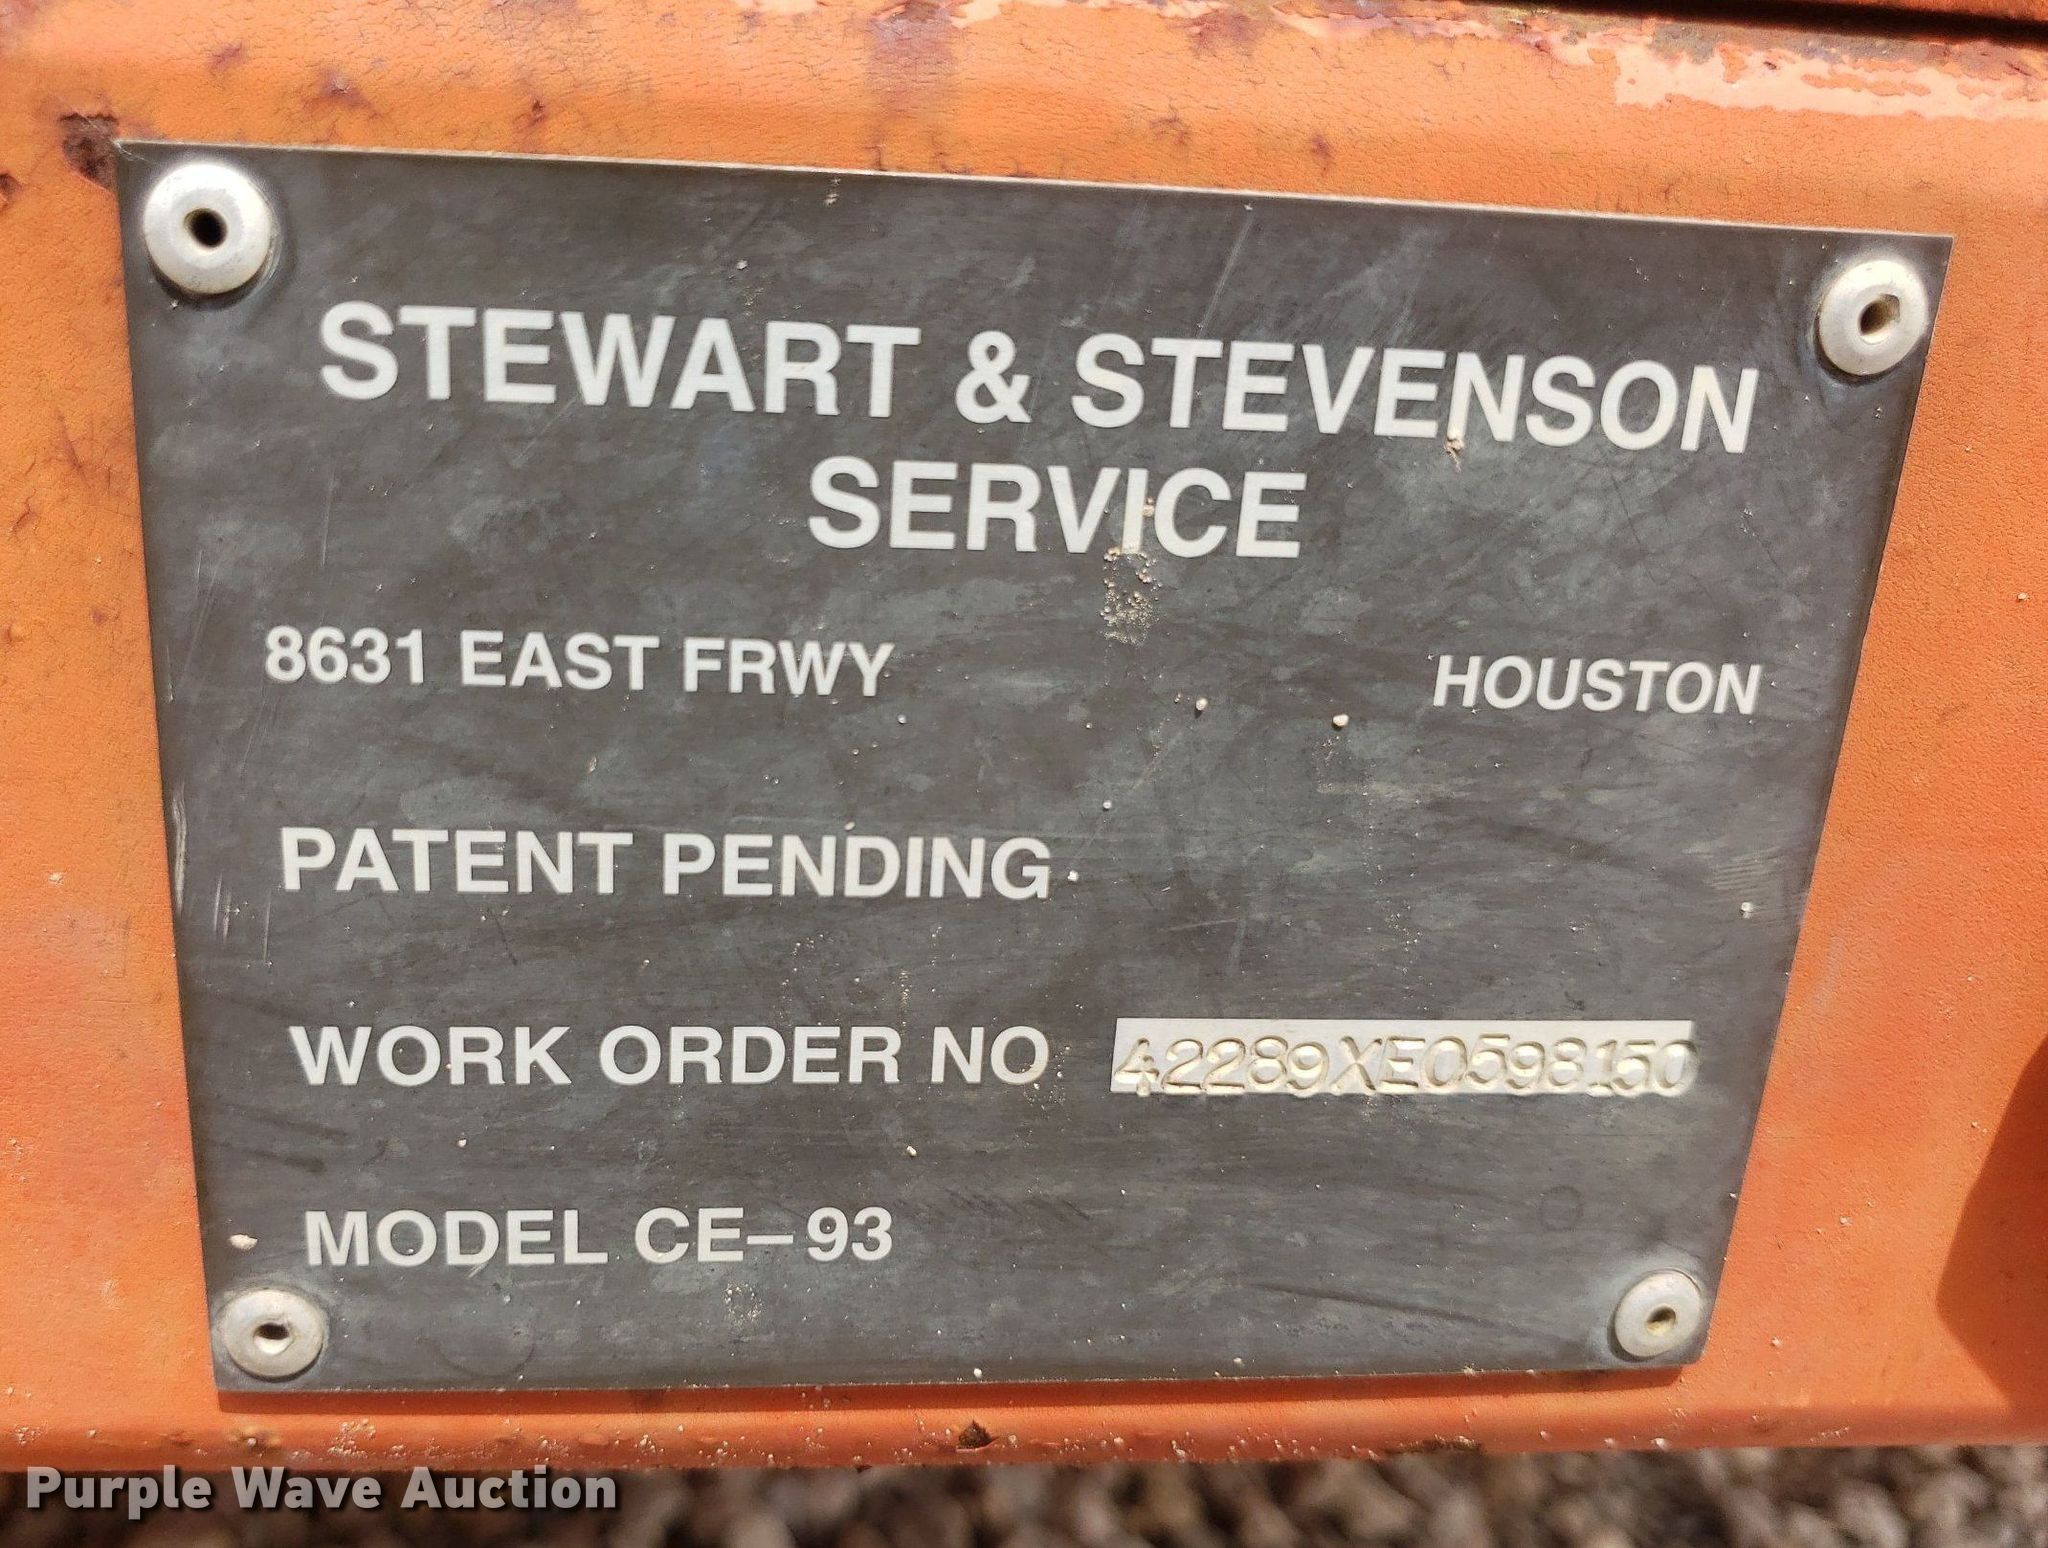 STEWART & STEVENSON
SERVICE
8631 EAST FRWY HOUSTON
PATENT PENDING
WORK ORDER NO 42289XE0598150
MODEL CE-93
Purple Wave Auction